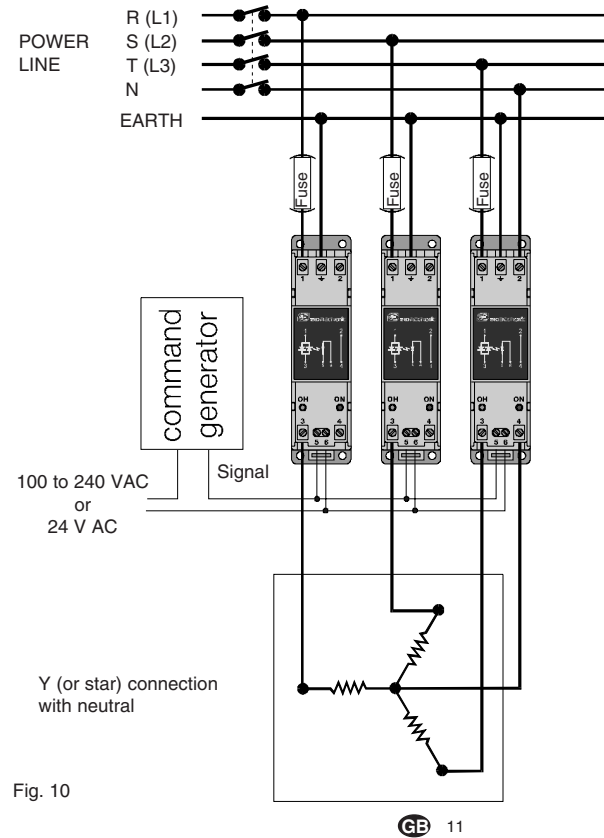 R (L1)
POWER S (L2)
LINE T (L3)
N
EARTH
Fuse Fuse Fuse
1 2 1 2 1 2
command
generator
OH ON OH ON OH ON
3 4 3 4 3 4
5 6 5 6 5 6
Signal
100 to 240 VAC
or
24 V AC
Y (or star) connection
with neutral
Fig. 10
GB 11